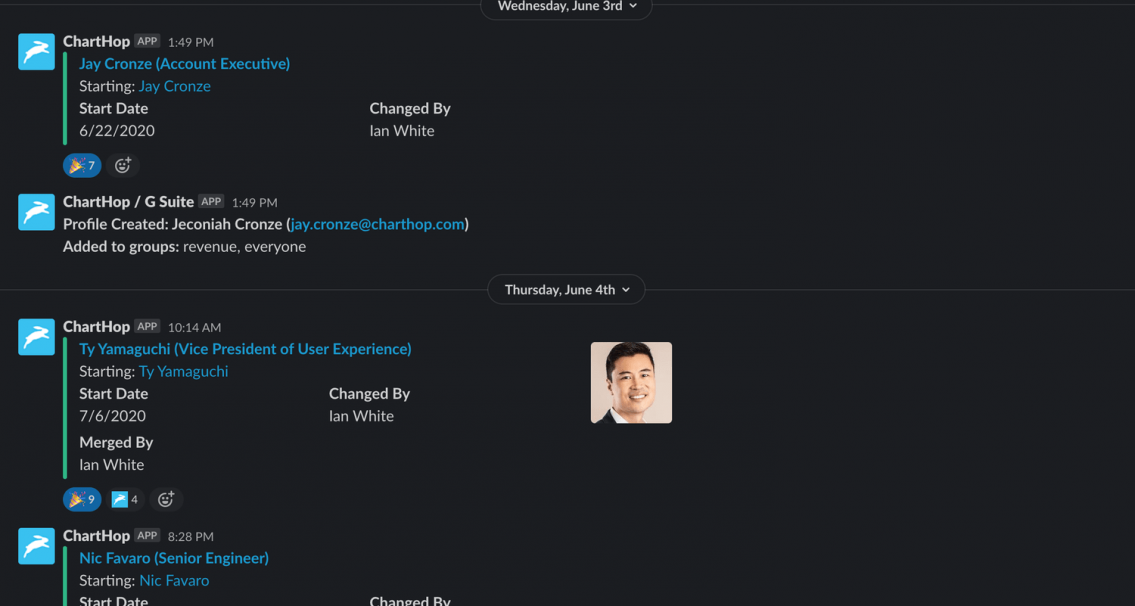 Wednesday, June 3rd
ChartHop APP 1:49 PM
Jay Cronze (Account Executive)
Starting: Jay Cronze
Start Date Changed By
6/22/2020 Ian White
7
ChartHop / G Suite APP 1:49 PM
Profile Created: Jeconiah Cronze (jay.cronze@charthop.com)
Added to groups: revenue, everyone
Thursday, June 4th
ChartHop APP 10:14 AM
Ty Yamaguchi (Vice President of User Experience)
Starting: Ty Yamaguchi
Start Date Changed By
7/6/2020 Ian White
Merged By
Ian White
9 4
ChartHop APP 8:28 PM
Nic Favaro (Senior Engineer)
Starting: Nic Favaro
Start Date Changed By